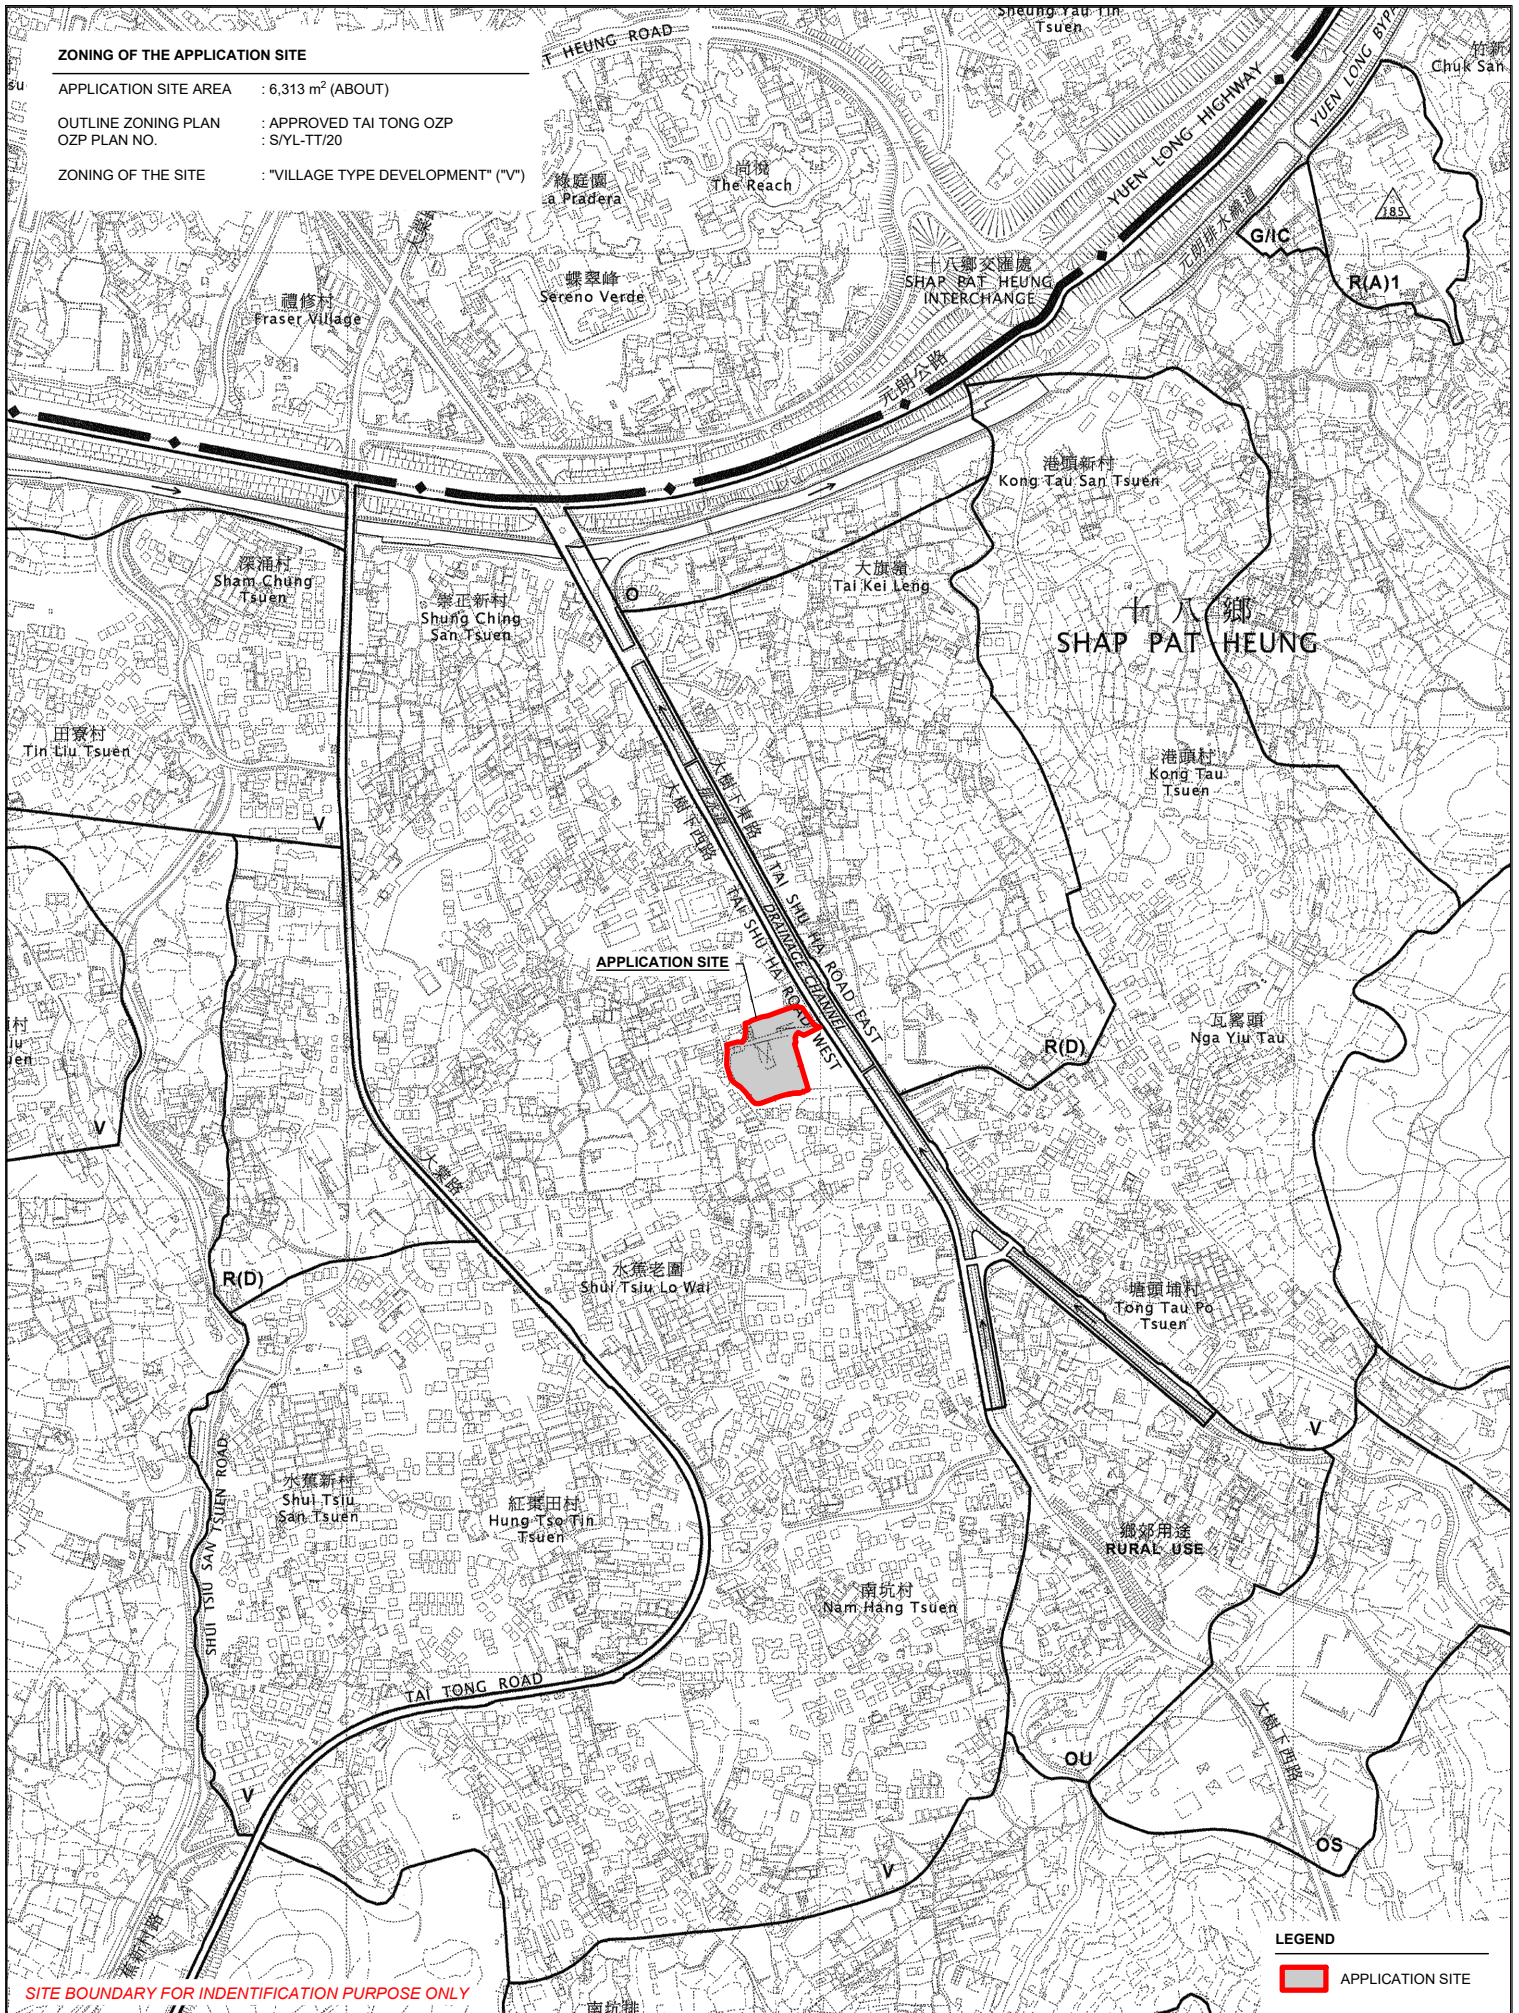 ZONING OF THE APPLICATION SITE
APPLICATION SITE AREA : 6,313 m² (ABOUT)
OUTLINE ZONING PLAN : APPROVED TAI TONG OZP
OZP PLAN NO. : S/YL-TT/20
ZONING OF THE SITE : "VILLAGE TYPE DEVELOPMENT" ("V")
T HEUNG ROAD
Sheung Yau Tin
Tsuen
竹新
Chuk San
YUEN LONG HIGHWAY
YUEN LONG BYP
元朗排水繞道
尚悅
The Reach
綠庭園
a Pradera
185
G/IC
R(A)1
蝶翠峰
Sereno Verde
十八鄉交匯處
SHAP PAT HEUNG
INTERCHANGE
禮修村
Fraser Village
元朗公路
港頭新村
Kong Tau San Tsuen
深涌村
Sham Chung
Tsuen
崇正新村
Shung Ching
San Tsuen
O
大旗嶺
Tai Kei Leng
十八鄉
SHAP PAT HEUNG
田寮村
Tin Liu Tsuen
港頭村
Kong Tau
Tsuen
V
大樹下東路
TAI SHU HA ROAD EAST
DRAINAGE CHANNEL
大樹下西路
TAI SHU HA ROAD WEST
APPLICATION SITE
瓦窰頭
Nga Yiu Tau
R(D)
V
大棠路
R(D)
水蕉老圍
Shui Tsiu Lo Wai
塘頭埔村
Tong Tau Po
Tsuen
V
SHUI TSIU SAN TSUEN ROAD
水蕉新村
Shui Tsiu
San Tsuen
紅棗田村
Hung Tso Tin
Tsuen
鄉郊用途
RURAL USE
南坑村
Nam Hang Tsuen
TAI TONG ROAD
大樹下西路
OU
V
OS
V
蕉新村路
南坑排
LEGEND
APPLICATION SITE
SITE BOUNDARY FOR INDENTIFICATION PURPOSE ONLY